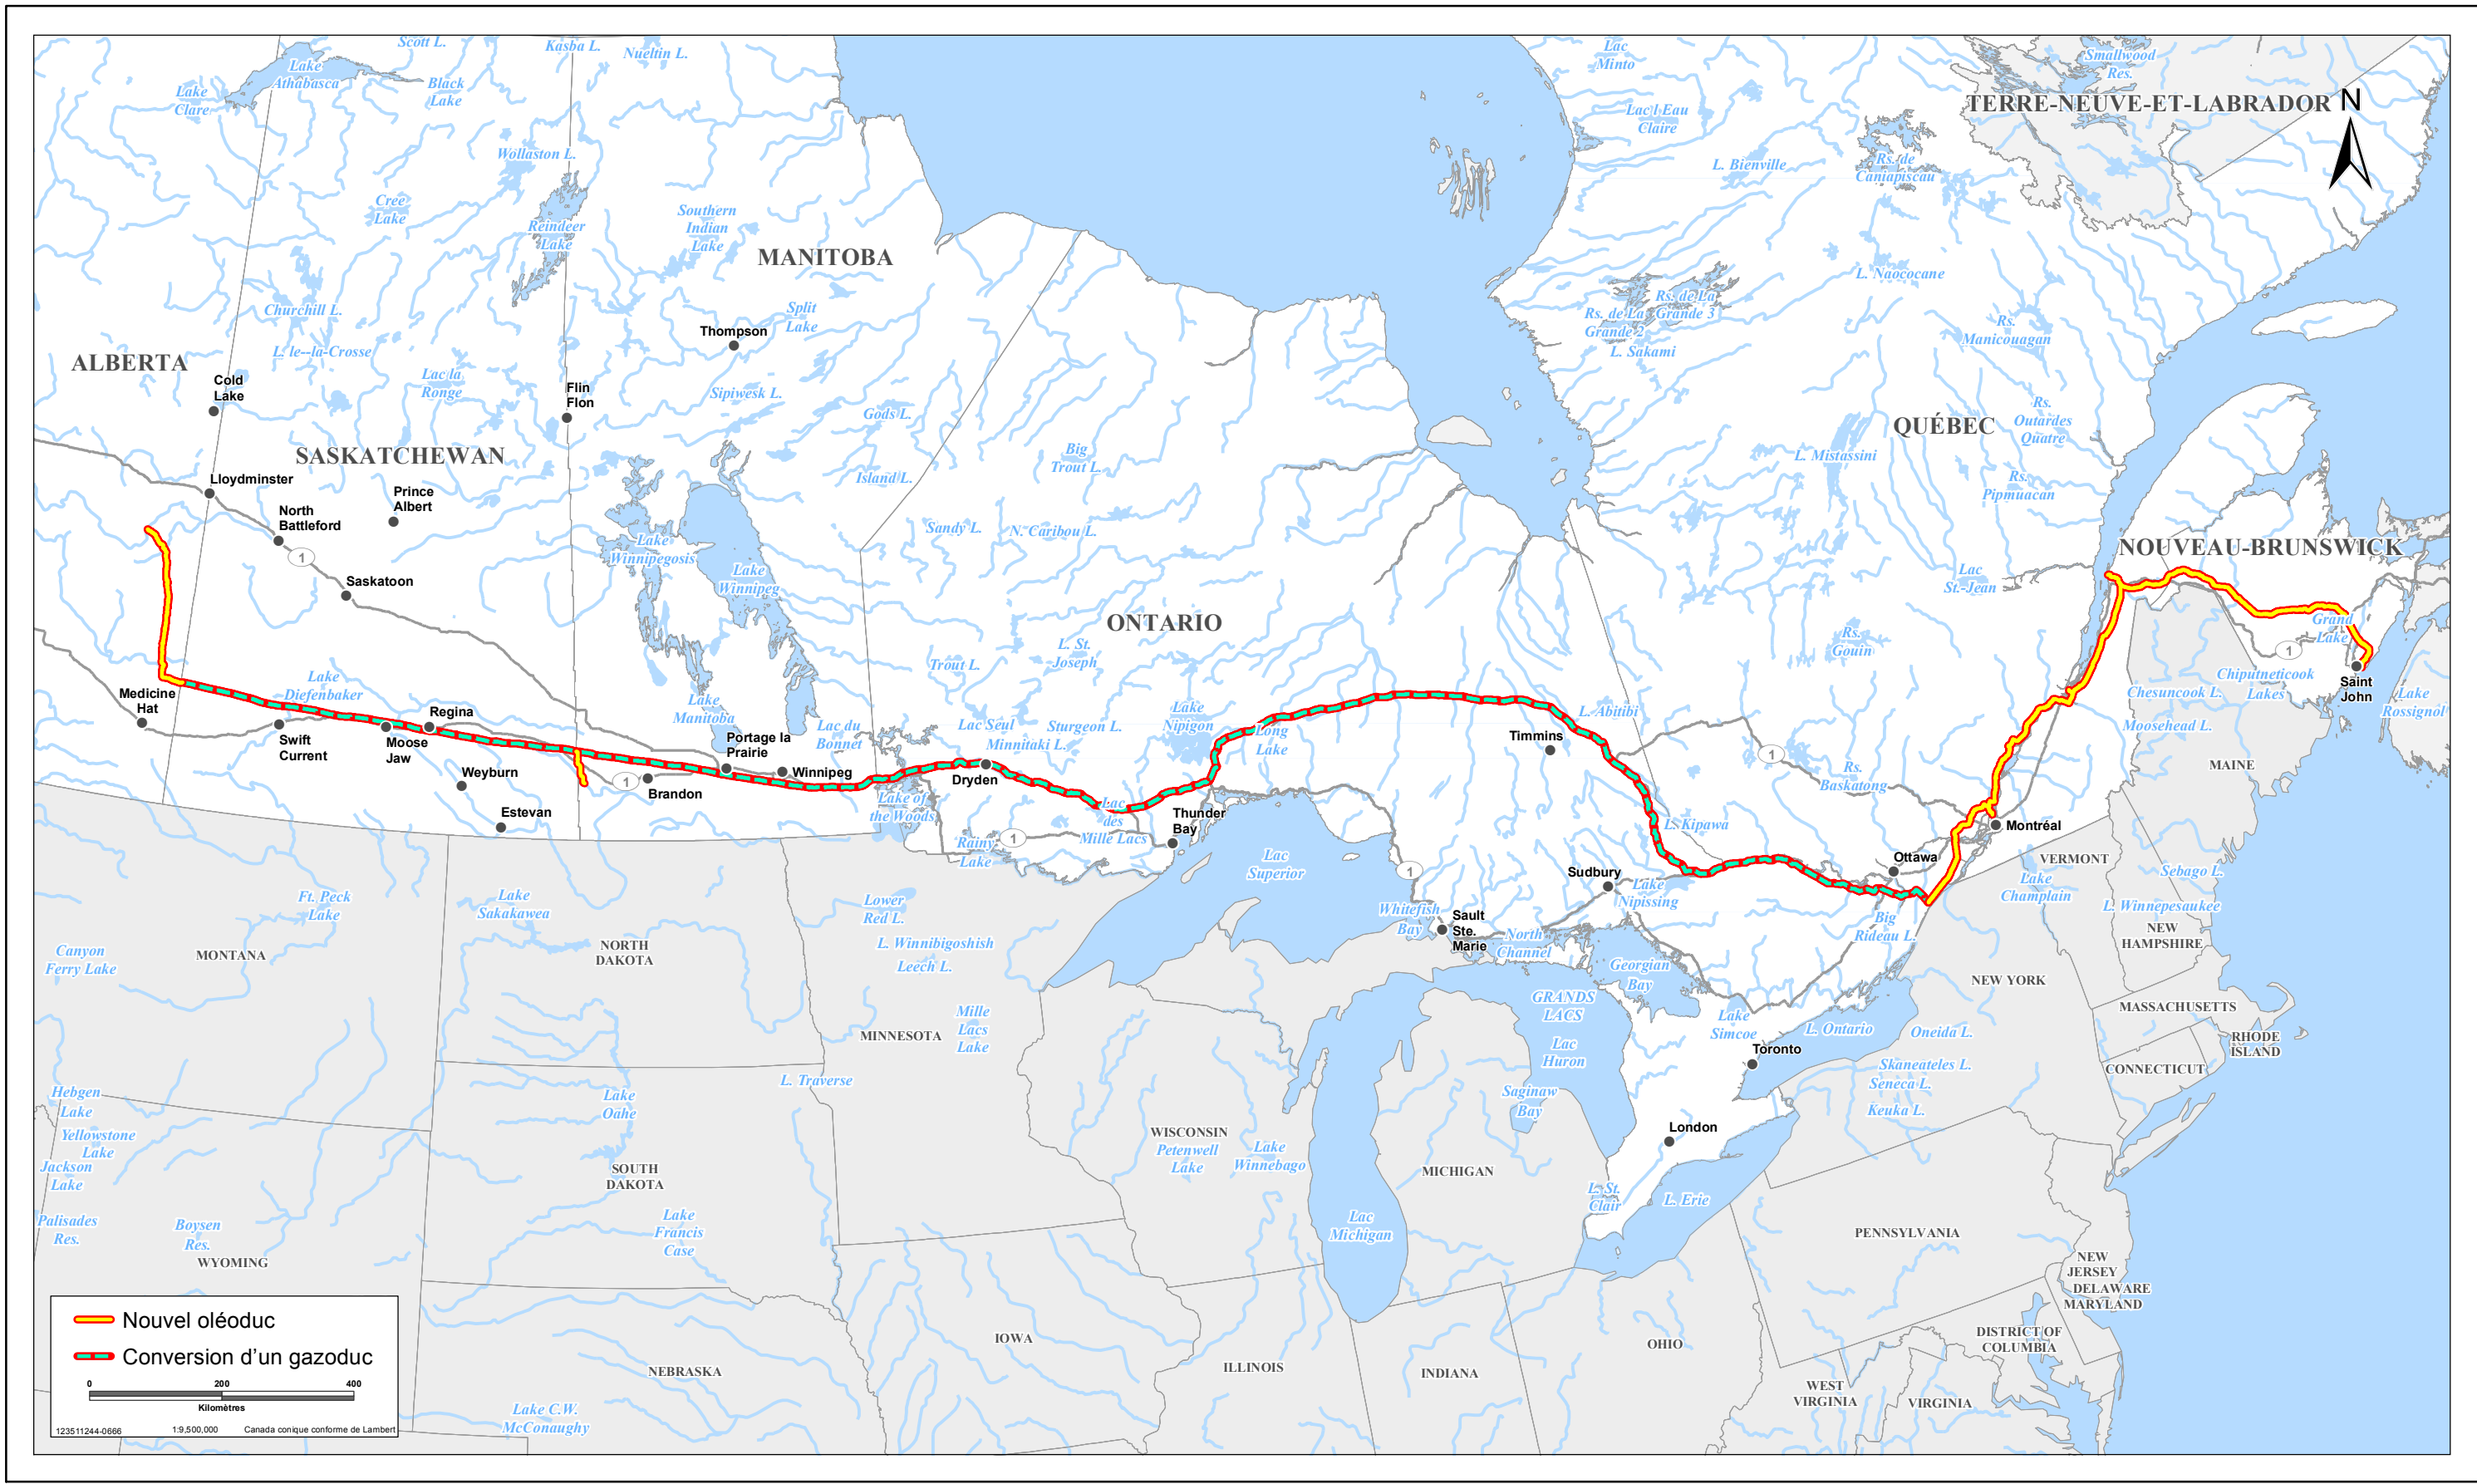 Scott L.
Kasba L.
Nueltin L.
Lake
Athabasca
Black
Lake
Lake
Clare
Lac
Minto
Smallwood
Res.
TERRE-NEUVE-ET-LABRADOR
N
Lac l Eau
Claire
Wollaston L.
L. Bienville
Rs. de
Caniapiscau
Cree
Lake
Reindeer
Lake
Southern
Indian
Lake
MANITOBA
L. Naococane
Churchill L.
Split
Lake
Thompson
Rs. de La
Grande 3
Rs. de La
Grande 2
L. Sakami
Rs.
Manicouagan
L. le--la-Crosse
ALBERTA
Cold
Lake
Lac la
Ronge
Flin
Flon
Sipiwesk L.
Gods L.
Rs.
Outardes
Quatre
QUÉBEC
SASKATCHEWAN
Big
Trout L.
L. Mistassini
Island L.
Rs.
Pipmuacan
Lloydminster
Prince
Albert
North
Battleford
1
Sandy L.
N. Caribou L.
Lake
Winnipegosis
Lake
Winnipeg
NOUVEAU-BRUNSWICK
Saskatoon
Lac
St.-Jean
ONTARIO
Grand
Lake
Rs.
Gouin
1
L. St.
Joseph
Trout L.
Chiputneticook
Lakes
Saint
John
Lake
Rossignol
Chesuncook L.
Moosehead L.
Medicine
Hat
Lake
Diefenbaker
Regina
Swift
Current
Moose
Jaw
Lake
Manitoba
Lac du
Bonnet
Lac Seul
Sturgeon L.
Minnitaki L.
Lake
Nipigon
Long
Lake
L. Abitibi
Timmins
1
Portage la
Prairie
Winnipeg
Weyburn
1
Brandon
Dryden
Rs.
Baskatong
MAINE
Estevan
Lake of
the Woods
Lac
des
Mille Lacs
Thunder
Bay
1
Rainy
Lake
L. Kipawa
Montréal
Ottawa
VERMONT
Lake
Champlain
Sebago L.
L. Winnepesaukee
Lac
Superior
1
Sudbury
Lake
Nipissing
Big
Rideau L.
NEW
HAMPSHIRE
Ft. Peck
Lake
Lake
Sakakawea
Lower
Red L.
Whitefish
Bay
Sault
Ste.
Marie
North
Channel
Georgian
Bay
Canyon
Ferry Lake
MONTANA
NORTH
DAKOTA
L. Winnibigoshish
Leech L.
NEW YORK
GRANDS
LACS
MASSACHUSETTS
Mille
Lacs
Lake
MINNESOTA
Lac
Huron
Lake
Simcoe
L. Ontario
Oneida L.
RHODE
ISLAND
Toronto
Skaneateles L.
Seneca L.
Keuka L.
CONNECTICUT
Hebgen
Lake
Yellowstone
Lake
Jackson
Lake
Lake
Oahe
L. Traverse
Saginaw
Bay
WISCONSIN
Petenwell
Lake
Lake
Winnebago
London
SOUTH
DAKOTA
MICHIGAN
L. St.
Clair
L. Erie
Palisades
Res.
Boysen
Res.
WYOMING
Lake
Francis
Case
Lac
Michigan
PENNSYLVANIA
NEW
JERSEY
DELAWARE
MARYLAND
DISTRICT OF
COLUMBIA
IOWA
ILLINOIS
INDIANA
OHIO
NEBRASKA
WEST
VIRGINIA
VIRGINIA
Lake C.W.
McConaughy
Nouvel oléoduc
Conversion d’un gazoduc
0 200 400
Kilomètres
123511244-0666 1:9,500,000 Canada conique conforme de Lambert